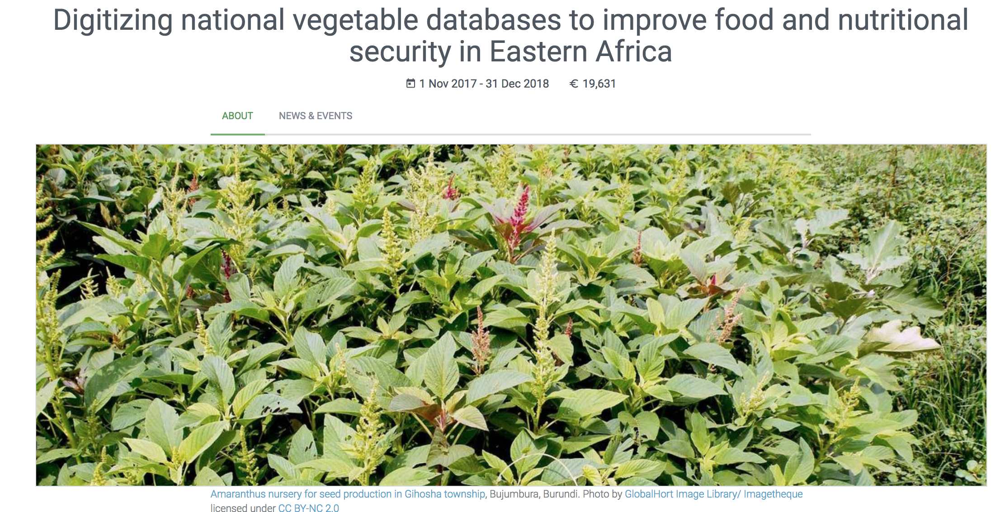 Digitizing national vegetable databases to improve food and nutritional
security in Eastern Africa
1 Nov 2017 - 31 Dec 2018 € 19,631
ABOUT NEWS & EVENTS
Amaranthus nursery for seed production in Gihosha township, Bujumbura, Burundi. Photo by GlobalHort Image Library/ Imagetheque
licensed under CC BY-NC 2.0